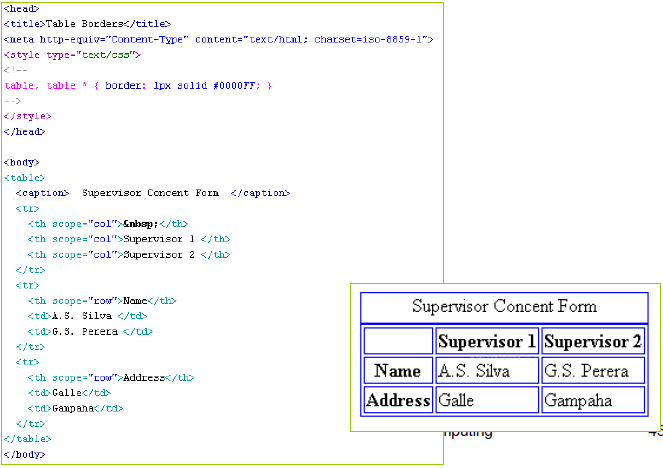 <head>
<title>Table Borders</title>
<meta http-equiv="Content-Type" content="text/html; charset=iso-8859-1">
<style type="text/css">
<!--
table, table * { border: 1px solid #0000FF; }
-->
</style>
</head>
<body>
<table>
<caption> Supervisor Concent Form </caption>
<tr>
<th scope="col">&nbsp;</th>
<th scope="col">Supervisor 1 </th>
<th scope="col">Supervisor 2 </th>
</tr>
<tr>
<th scope="row">Name</th>
<td>A.S. Silva </td>
<td>G.S. Perera </td>
</tr>
<tr>
<th scope="row">Address</th>
<td>Galle</td>
<td>Gampaha</td>
</tr>
</table>
</body>
Supervisor Concent Form
Supervisor 1 Supervisor 2
Name A.S. Silva G.S. Perera
Address Galle Gampaha